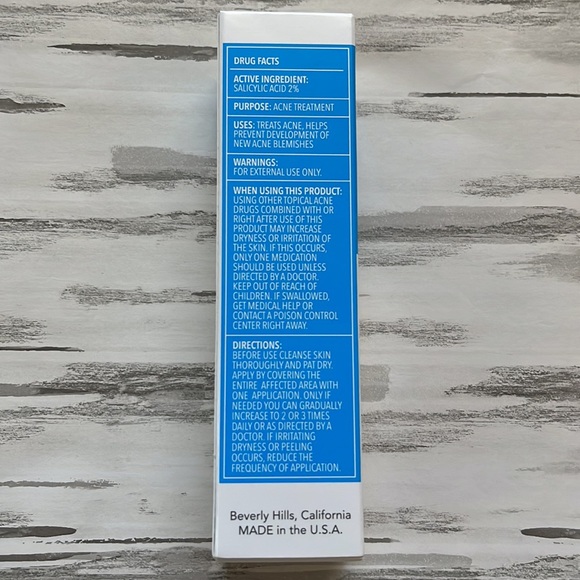 DRUG FACTS
ACTIVE INGREDIENT:
SALICYLIC ACID 2%
PURPOSE: ACNE TREATMENT
USES: TREATS ACNE, HELPS
PREVENT DEVELOPMENT OF
NEW ACNE BLEMISHES
WARNINGS:
FOR EXTERNAL USE ONLY.
WHEN USING THIS PRODUCT:
USING OTHER TOPICAL ACNE
DRUGS COMBINED WITH OR
RIGHT AFTER USE OF THIS
PRODUCT MAY INCREASE
DRYNESS OR IRRITATION OF
THE SKIN. IF THIS OCCURS,
ONLY ONE MEDICATION
SHOULD BE USED UNLESS
DIRECTED BY A DOCTOR.
KEEP OUT OF REACH OF
CHILDREN. IF SWALLOWED,
GET MEDICAL HELP OR
CONTACT A POISON CONTROL
CENTER RIGHT AWAY.
DIRECTIONS:
BEFORE USE CLEANSE SKIN
THOROUGHLY AND PAT DRY.
APPLY BY COVERING THE
ENTIRE AFFECTED AREA WITH
ONE APPLICATION. ONLY IF
NEEDED YOU CAN GRADUALLY
INCREASE TO 2 OR 3 TIMES
DAILY OR AS DIRECTED BY A
DOCTOR. IF IRRITATING
DRYNESS OR PEELING
OCCURS, REDUCE THE
FREQUENCY OF APPLICATION.
Beverly Hills, California
MADE in the U.S.A.